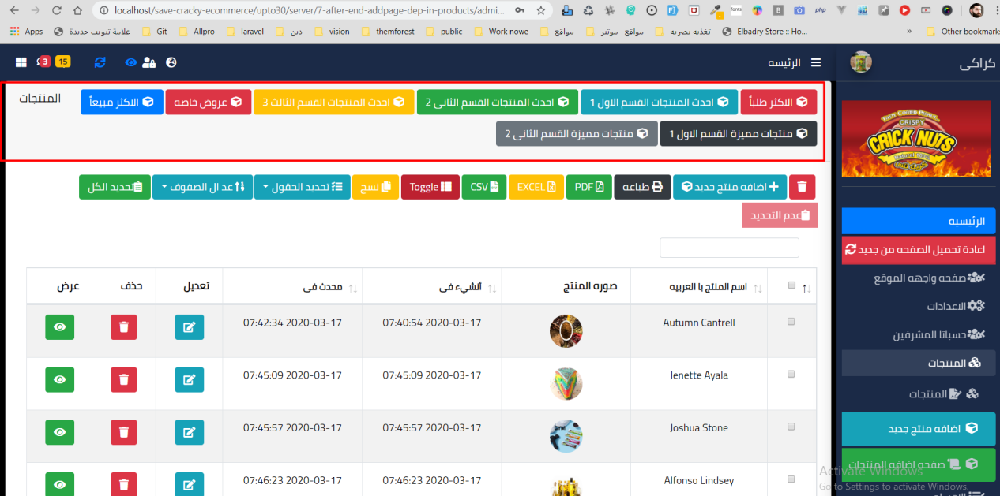 localhost/save-cracky-ecommerce/upto30/server/7-after-end-addpage-dep-in-products/admi...
Apps
علامة تبويب جديدة
Git
Allpro
laravel
دين
vision
themforest
public
Work nowe
مواقع
مواقع موتير
تغذيه بصريه
Elbadry Store :: Ho...
»
Other bookmark
كراكى
الرئيسه
3
15
المنتجات
الاكثر طلباً
احدث المنتجات القسم الاول 1
احدث المنتجات القسم الثانى 2
احدث المنتجات القسم الثالث 3
عروض خاصه
الاكثر مبيعاً
منتجات مميزة القسم الاول 1
منتجات مميزة القسم الثانى 2
CRISPY
CRICK NUTS
اضافه منتج جديد
طباعه
PDF
EXCEL
CSV
Toggle
نسخ
تحديد الحقول
عد ال الصفوف
تحديد الكل
عدم التحديد
اسم المنتج با العربيه
صوره المنتج
أنشيء فى
محدث فى
تعديل
حذف
عرض
Autumn Cantrell
07:40:54 2020-03-17
07:42:34 2020-03-17
Jenette Ayala
07:45:09 2020-03-17
07:45:09 2020-03-17
Joshua Stone
07:45:57 2020-03-17
07:45:57 2020-03-17
Alfonso Lindsey
07:46:23 2020-03-17
07:46:23 2020-03-17
الرئيسية
اعادة تحميل الصفحه من جديد
صفحه واجهه الموقع
الاعدادات
حسباتا المشرفين
المنتجات
المنتجات
اضافه منتج جديد
صفحه اضافه المنتجات
Activate Windows
Go to Settings to activate Windows.